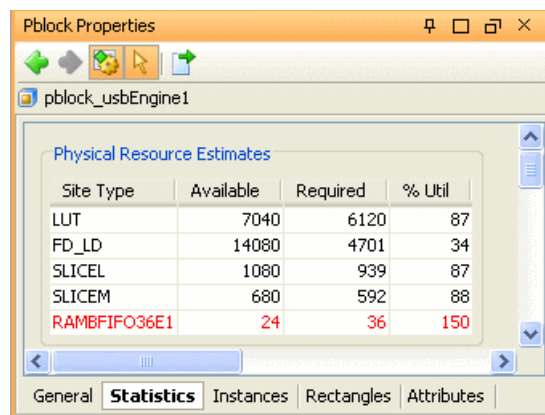 Pblock Properties
pblock_usbEngine1
Physical Resource Estimates
Site Type Available Required % Util
LUT 7040 6120 87
FD_LD 14080 4701 34
SLICEL 1080 939 87
SLICEM 680 592 88
RAMBFIFO36E1 24 36 150
General Statistics Instances Rectangles Attributes